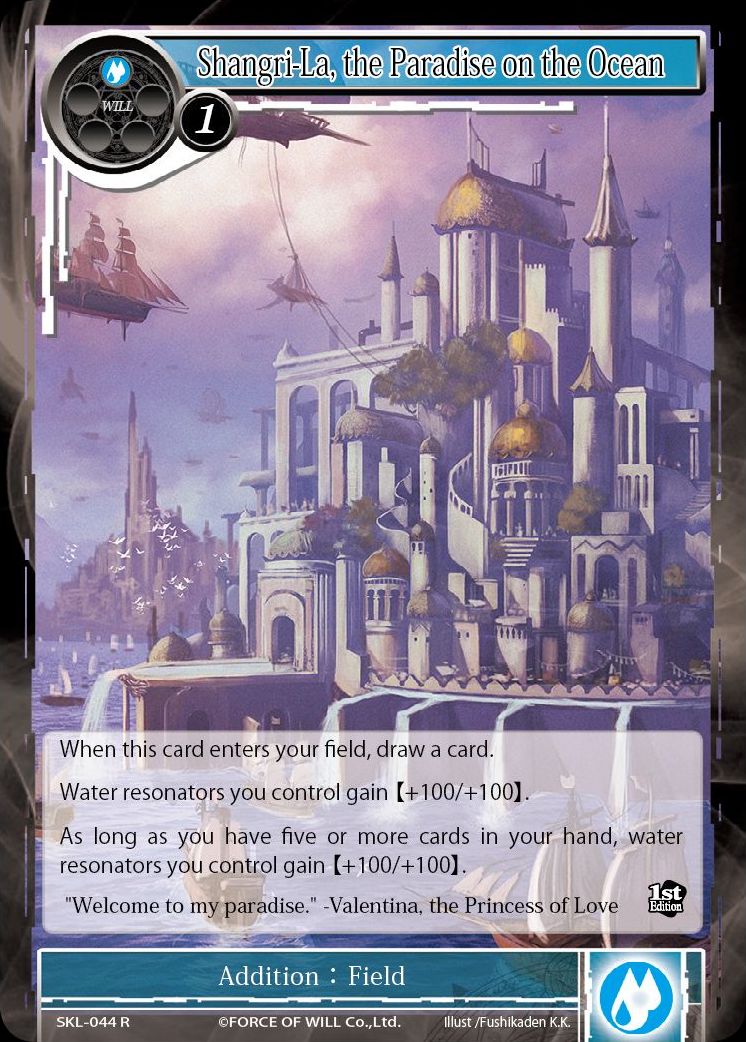 Shangri-La, the Paradise on the Ocean
WILL
1
When this card enters your field, draw a card.
Water resonators you control gain 【+100/+100】.
As long as you have five or more cards in your hand, water
resonators you control gain 【+100/+100】.
"Welcome to my paradise." -Valentina, the Princess of Love
1st
Edition
Addition : Field
SKL-044 R ©FORCE OF WILL Co.,Ltd. Illust /Fushikaden K.K.